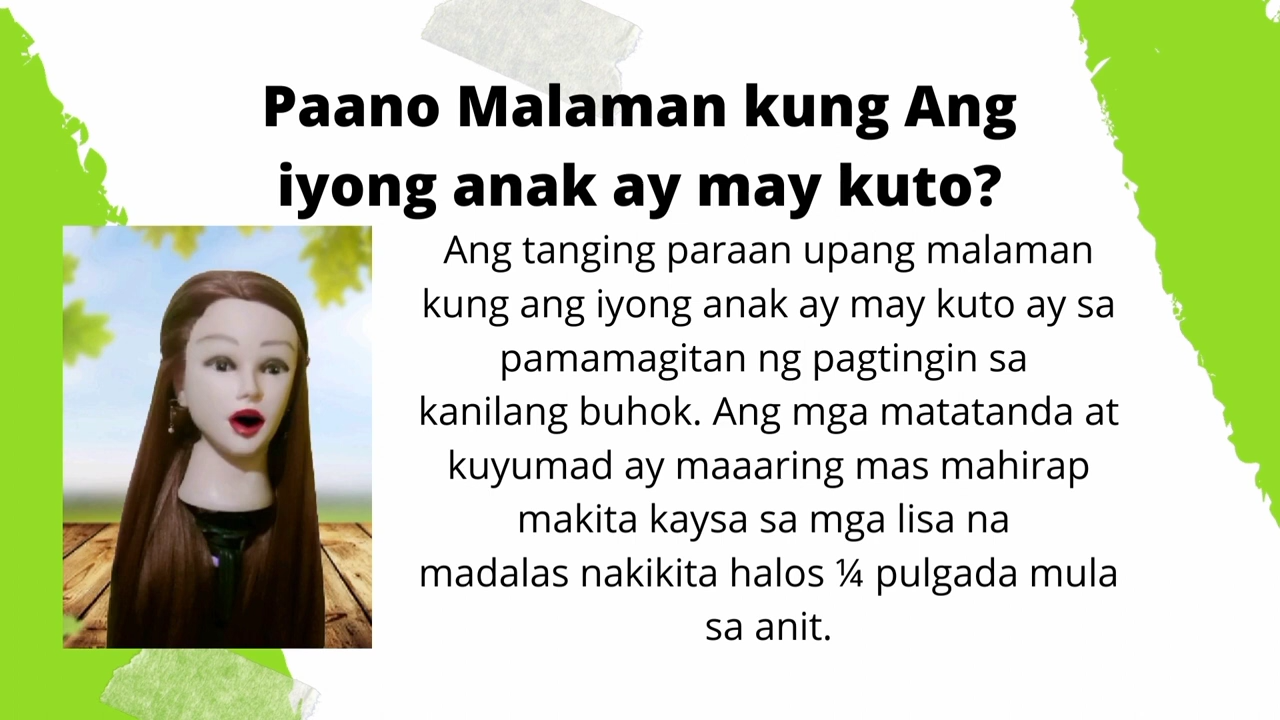 Paano Malaman kung Ang
iyong anak ay may kuto?
Ang tanging paraan upang malaman
kung ang iyong anak ay may kuto ay sa
pamamagitan ng pagtingin sa
kanilang buhok. Ang mga matatanda at
kuyumad ay maaaring mas mahirap
makita kaysa sa mga lisa na
madalas nakikita halos ¼ pulgada mula
sa anit.